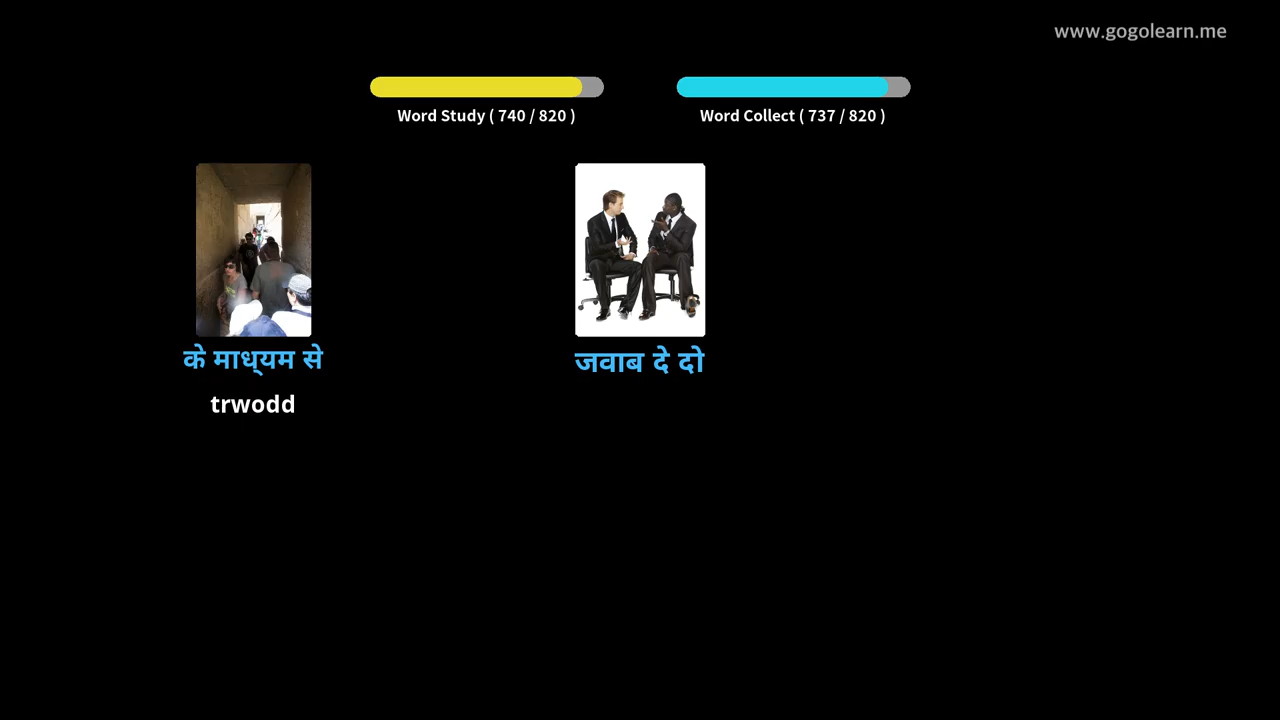 www.gogolearn.me
Word Study ( 740 / 820 )
Word Collect ( 737 / 820 )
के माध्यम से
जवाब दे दो
trwodd